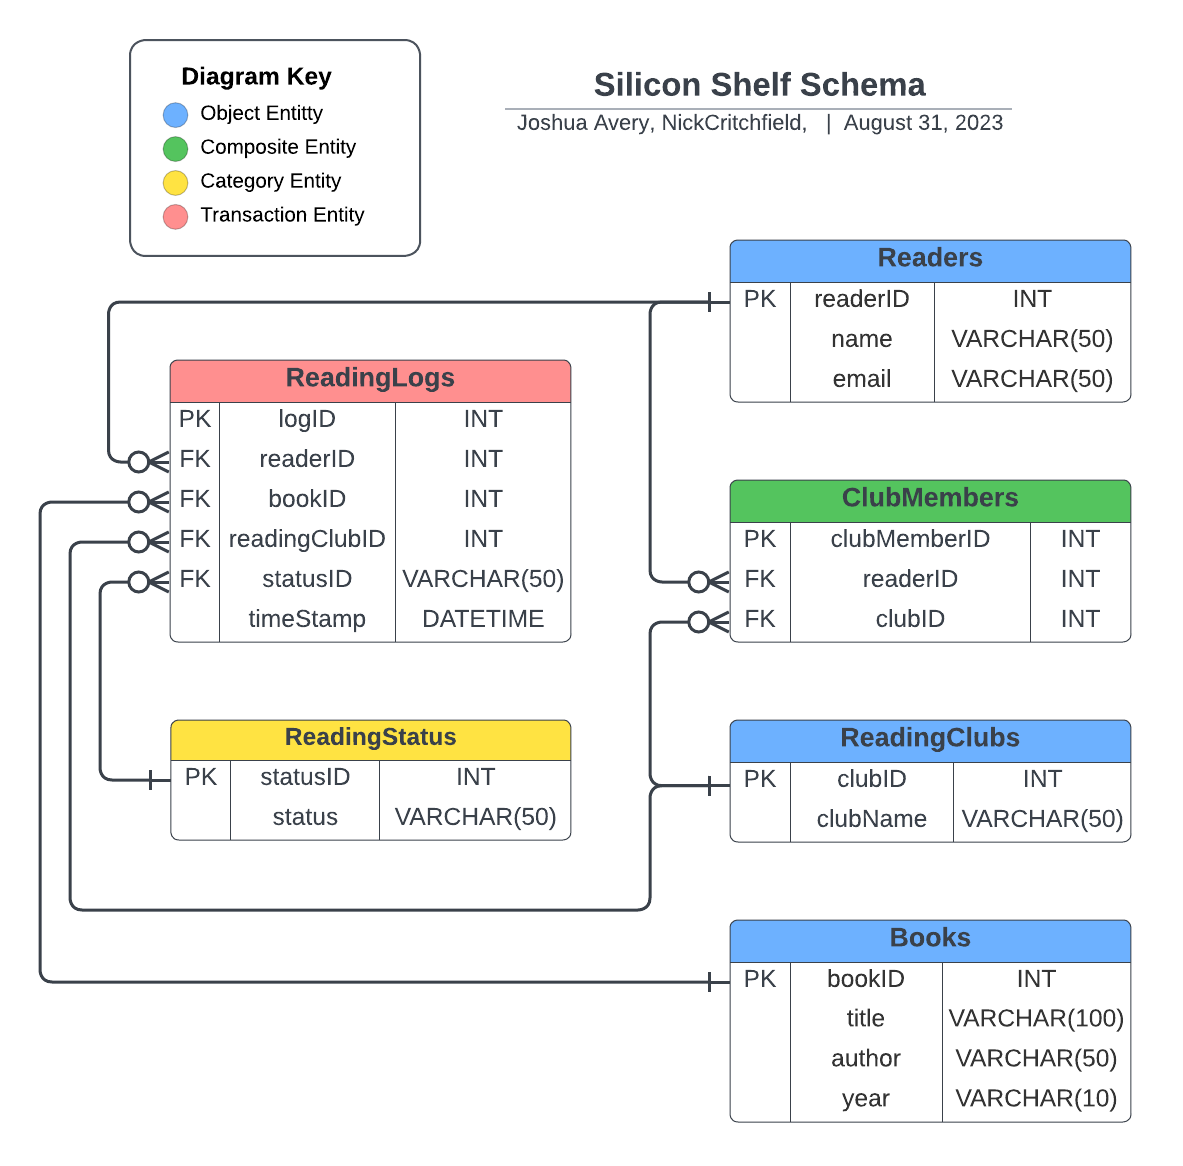 Diagram Key
Object Entitty
Composite Entity
Category Entity
Transaction Entity
Silicon Shelf Schema
Joshua Avery, NickCritchfield, | August 31, 2023
Readers
PK readerID INT
name VARCHAR(50)
email VARCHAR(50)
ReadingLogs
PK logID INT
FK readerID INT
FK bookID INT
FK readingClubID INT
FK statusID VARCHAR(50)
timeStamp DATETIME
ClubMembers
PK clubMemberID INT
FK readerID INT
FK clubID INT
ReadingStatus
PK statusID INT
status VARCHAR(50)
ReadingClubs
PK clubID INT
clubName VARCHAR(50)
Books
PK bookID INT
title VARCHAR(100)
author VARCHAR(50)
year VARCHAR(10)